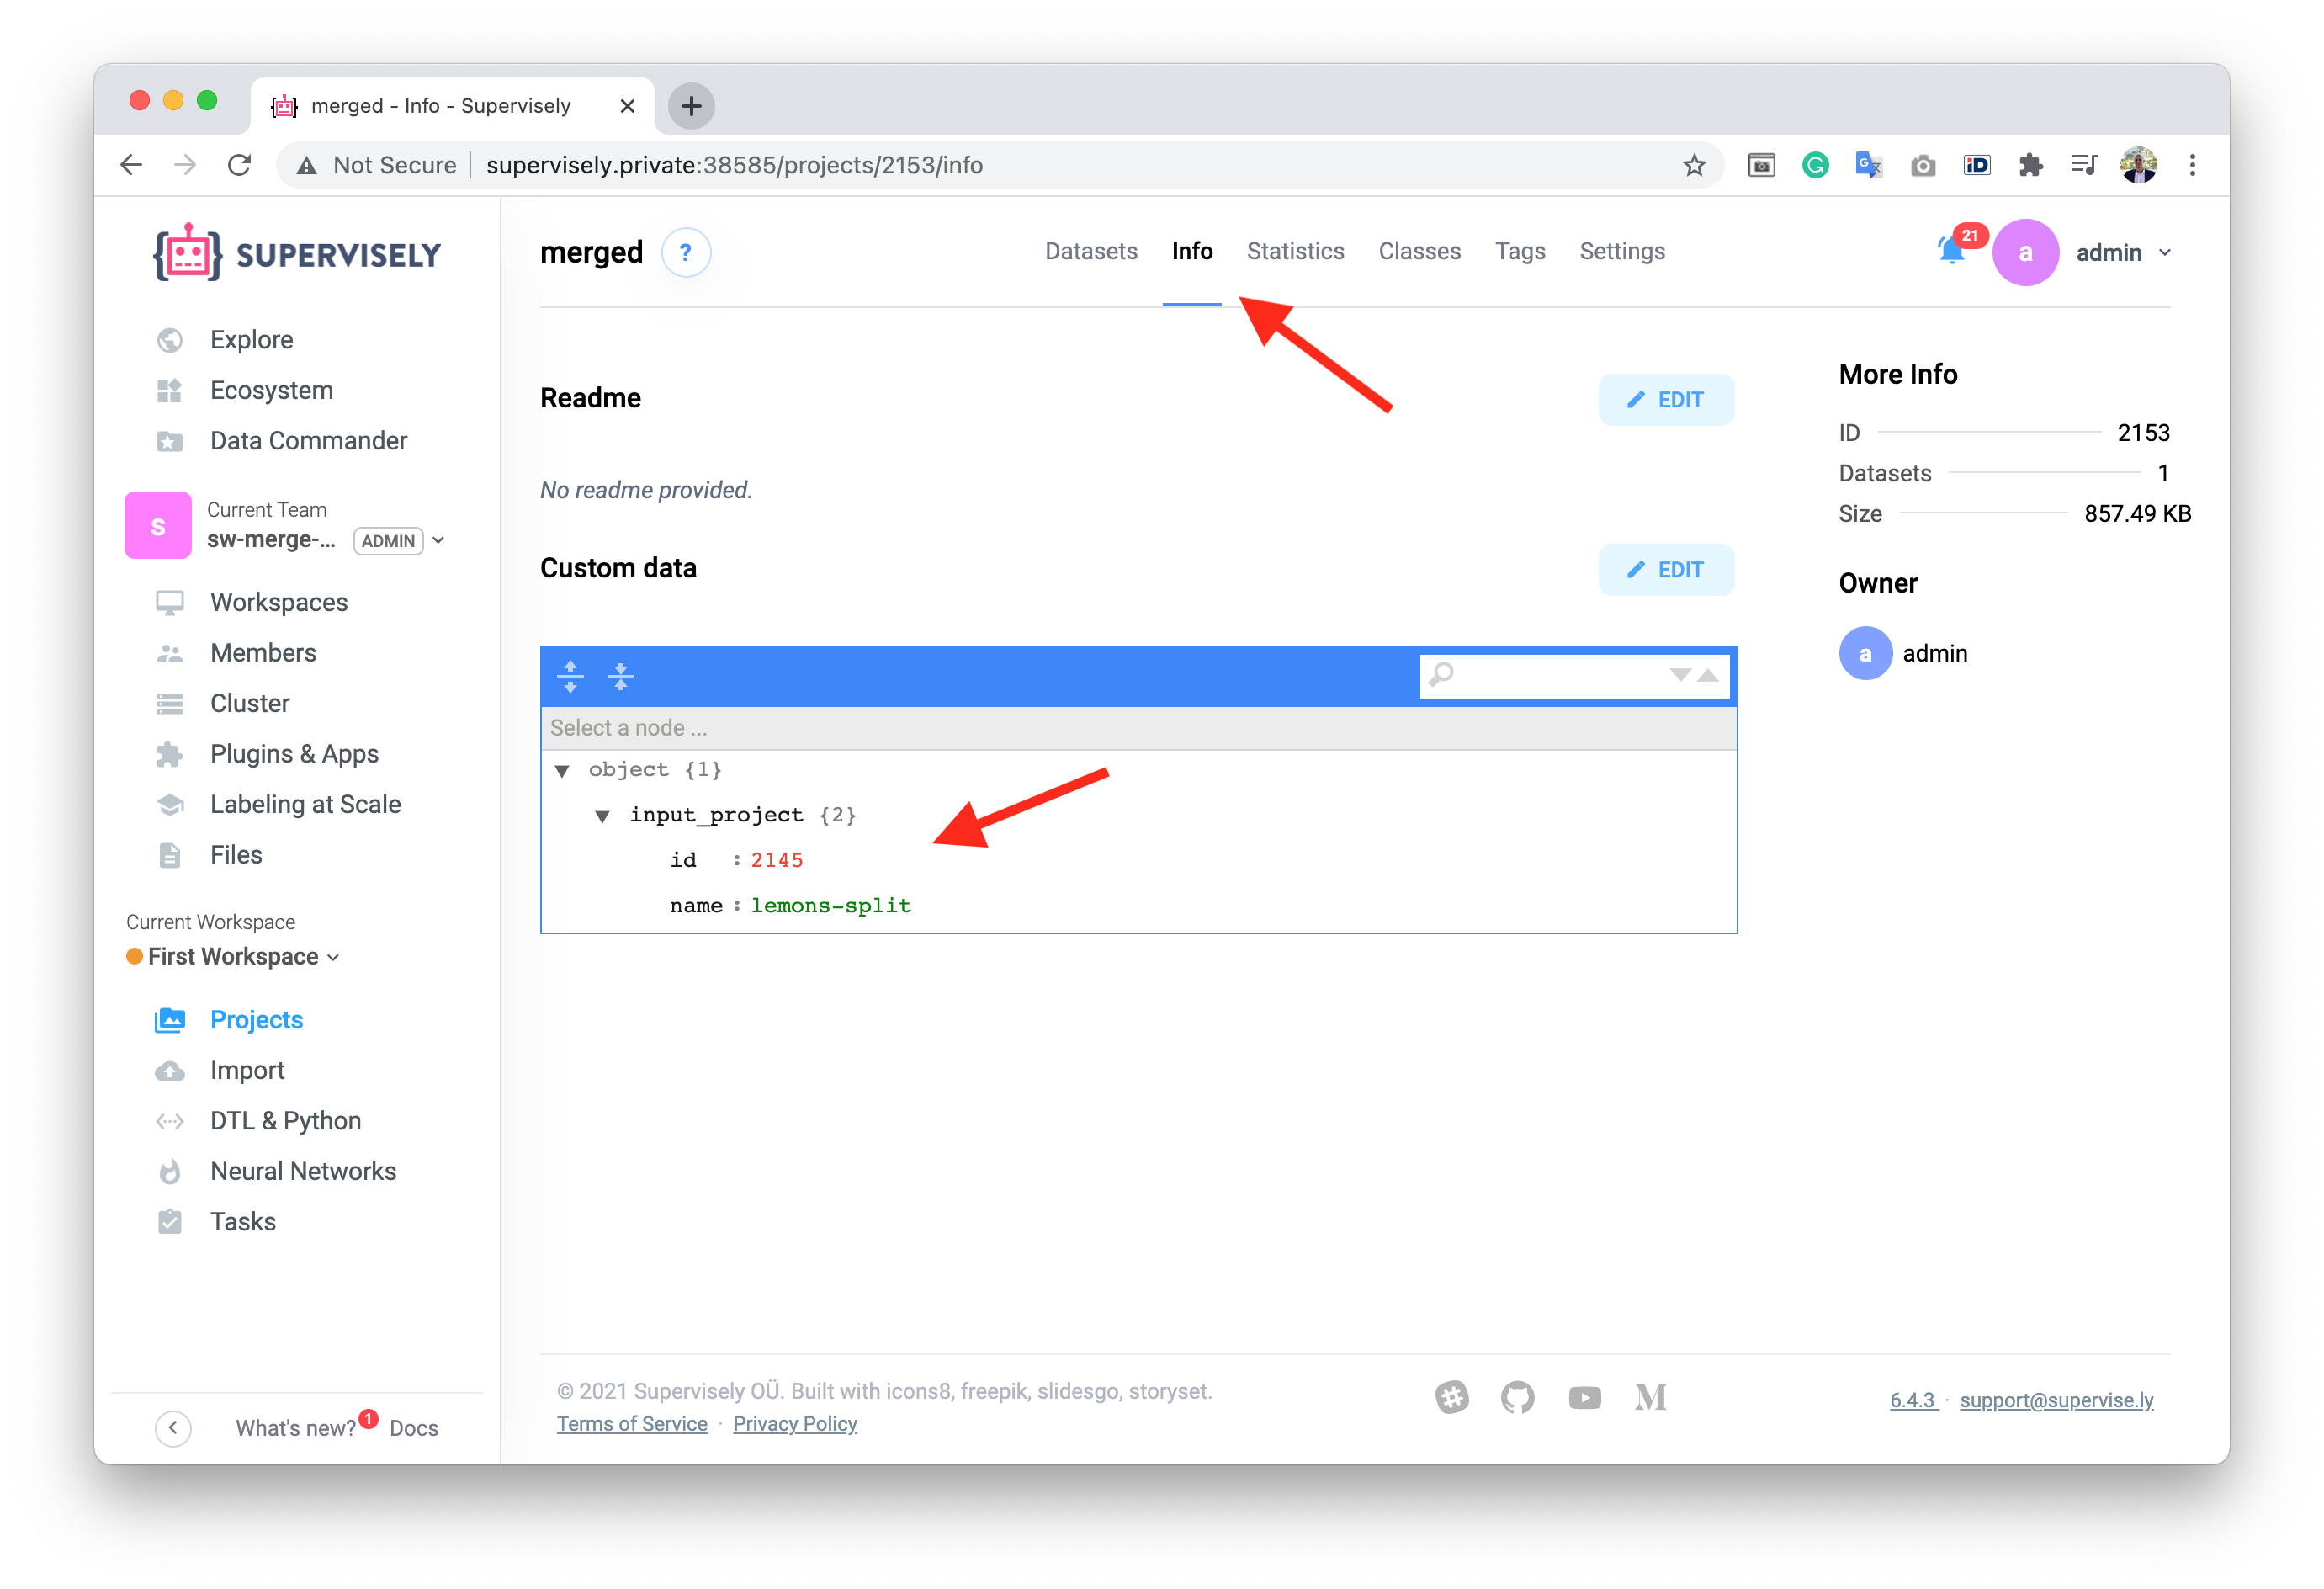 merged - Info - Supervisely
Not Secure
supervisely.private:38585/projects/2153/info
SUPERVISELY
Explore
Ecosystem
Data Commander
S
Current Team
sw-merge-...
ADMIN
Workspaces
Members
Cluster
Plugins & Apps
Labeling at Scale
Files
Current Workspace
First Workspace
Projects
Import
DTL & Python
Neural Networks
Tasks
What's new?
1
Docs
merged
?
Datasets
Info
Statistics
Classes
Tags
Settings
21
a
admin
Readme
EDIT
No readme provided.
Custom data
EDIT
Select a node ...
object {1}
input_project {2}
id : 2145
name : lemons-split
More Info
ID 2153
Datasets 1
Size 857.49 KB
Owner
a
admin
© 2021 Supervisely OÜ. Built with icons8, freepik, slidesgo, storyset.
Terms of Service · Privacy Policy
6.4.3 · support@supervise.ly